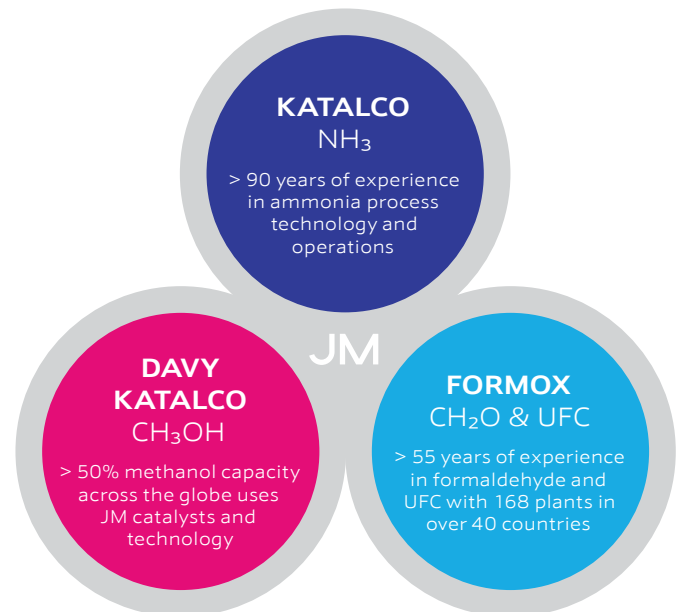 KATALCO
NH₃
> 90 years of experience
in ammonia process
technology and
operations
JM
DAVY
KATALCO
CH₃OH
> 50% methanol capacity
across the globe uses
JM catalysts and
technology
FORMOX
CH₂O & UFC
> 55 years of experience
in formaldehyde and
UFC with 168 plants in
over 40 countries